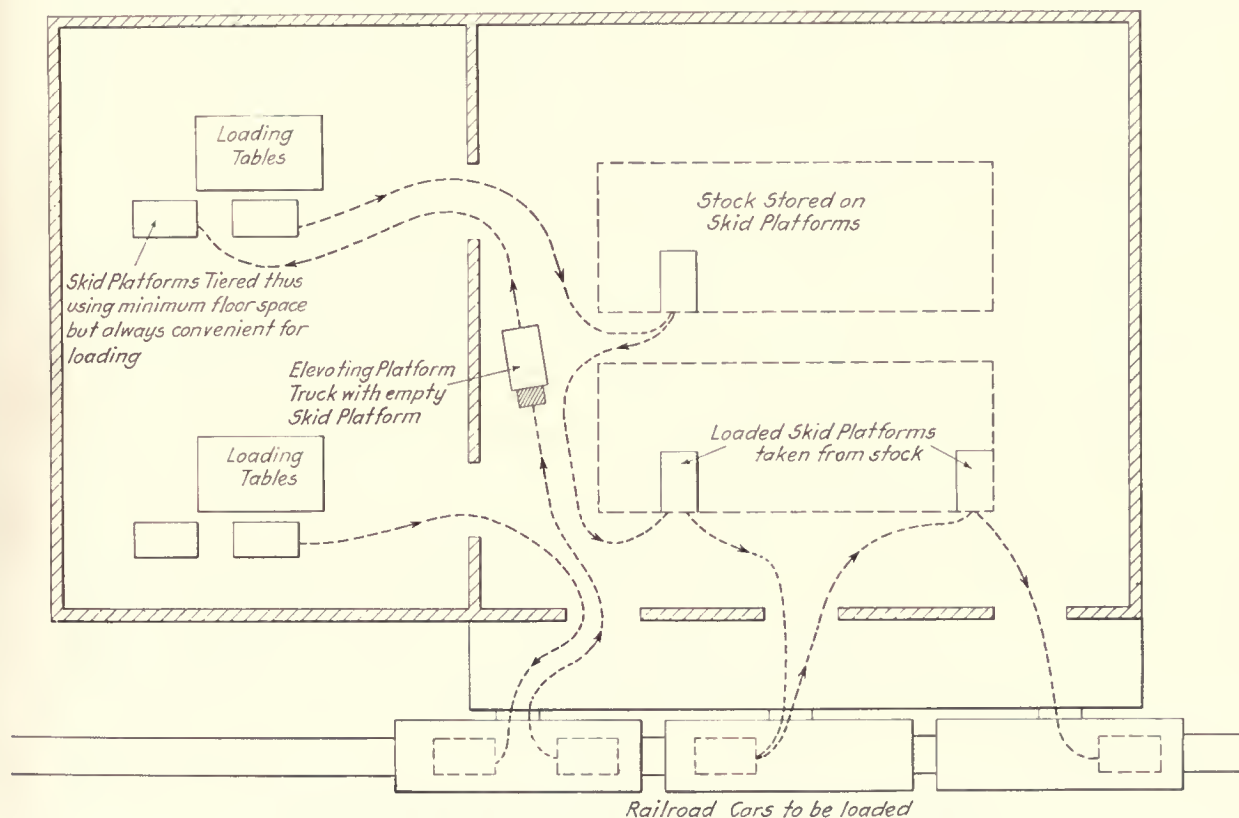 Loading
Tables
Stock Stored on
Skid Platforms
Skid Platforms Tiered thus
using minimum floor space
but always convenient for
loading
Elevating Platform
Truck with empty
Skid Platform
Loaded Skid Platforms
taken from stock
Loading
Tables
Railroad Cars to be loaded